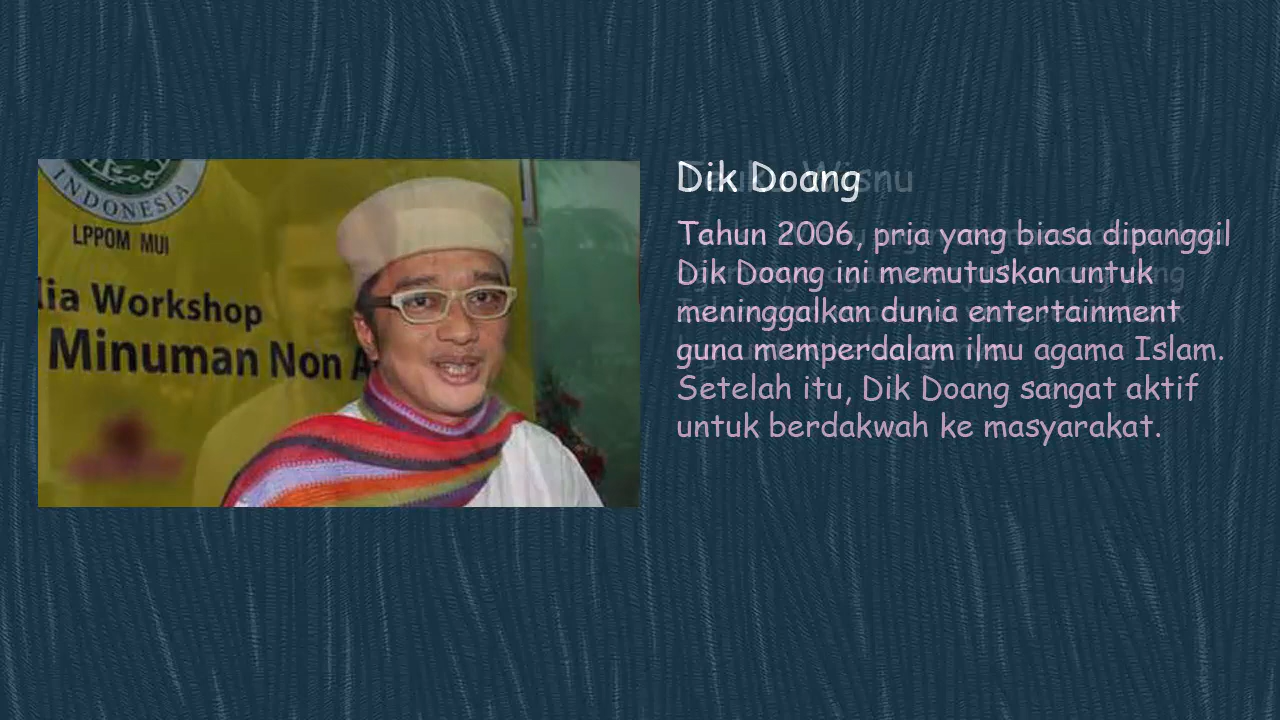 INDONESIA
LPPOM MUI
lia Workshop
Minuman Non A
Dik Doang
Tahun 2006, pria yang biasa dipanggil
Dik Doang ini memutuskan untuk
meninggalkan dunia entertainment
guna memperdalam ilmu agama Islam.
Setelah itu, Dik Doang sangat aktif
untuk berdakwah ke masyarakat.